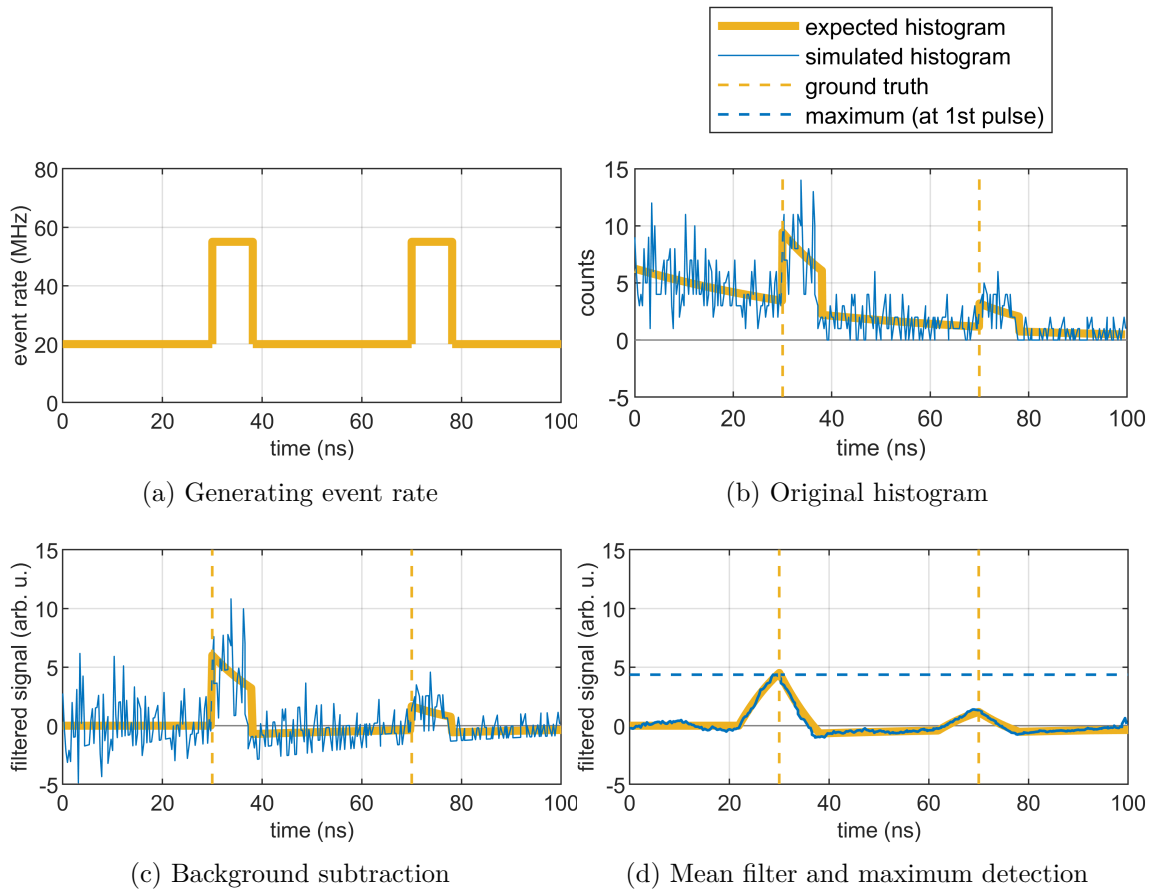 expected histogram
simulated histogram
ground truth
maximum (at 1st pulse)
event rate (MHz)
80
60
40
20
0
0 20 40 60 80 100
time (ns)
(a) Generating event rate
counts
15
10
5
0
-5
0 20 40 60 80 100
time (ns)
(b) Original histogram
filtered signal (arb. u.)
15
10
5
0
-5
0 20 40 60 80 100
time (ns)
(c) Background subtraction
filtered signal (arb. u.)
15
10
5
0
-5
0 20 40 60 80 100
time (ns)
(d) Mean filter and maximum detection